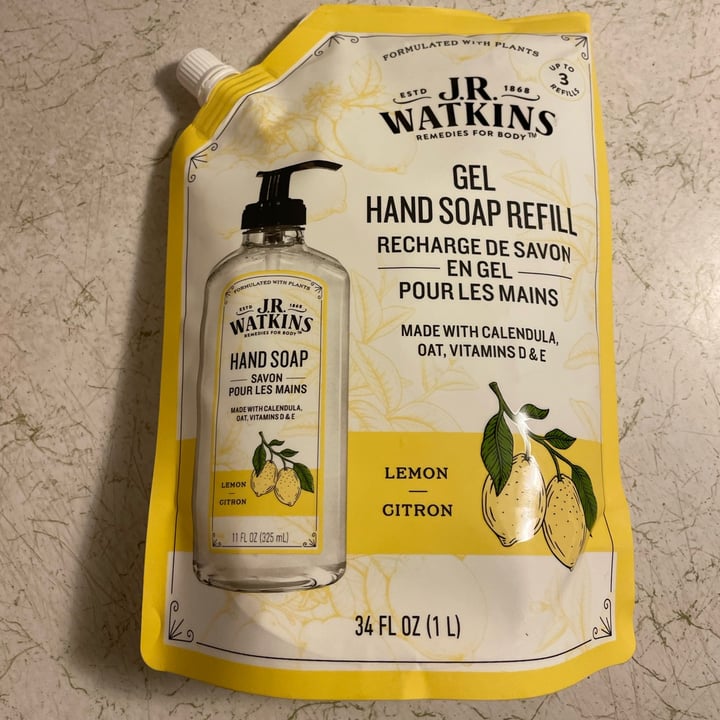 FORMULATED WITH PLANTS
UP TO
3
REFILLS
ESTD 1868
J.R.
WATKINS
REMEDIES FOR BODY™
GEL
HAND SOAP REFILL
RECHARGE DE SAVON
EN GEL
POUR LES MAINS
MADE WITH CALENDULA,
OAT, VITAMINS D & E
LEMON
CITRON
34 FL OZ (1 L)
FORMULATED WITH PLANTS
ESTD 1868
J.R.
WATKINS
REMEDIES FOR BODY™
HAND SOAP
SAVON
POUR LES MAINS
MADE WITH CALENDULA,
OAT, VITAMINS D & E
LEMON
CITRON
11 FL OZ (325 mL)